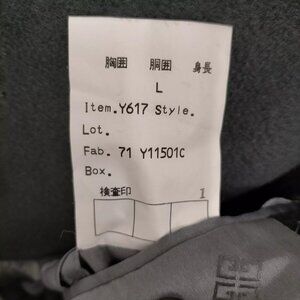 胸囲 胴囲 身長
L
Item.Y617 Style.
Lot.
Fab. 71 Y11501C
Box.
検査印 1